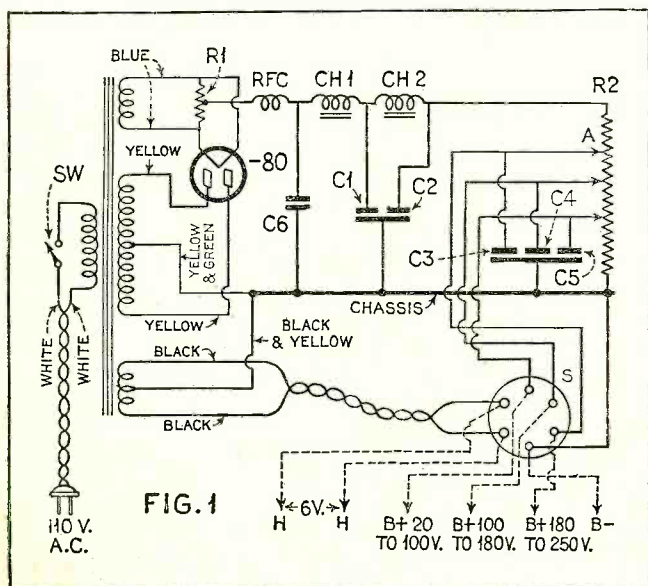 BLUE
R1
RFC
CH 1
CH 2
R2
YELLOW
-80
A
SW
C1
C2
C6
C4
C3
C5
YELLOW
& GREEN
YELLOW
CHASSIS
BLACK
& YELLOW
BLACK
WHITE
WHITE
BLACK
S
FIG. 1
110 V.
A.C.
H
6V.
H
B+ 20
TO 100V.
B+100
TO 180V.
B+180
TO 250V.
B-